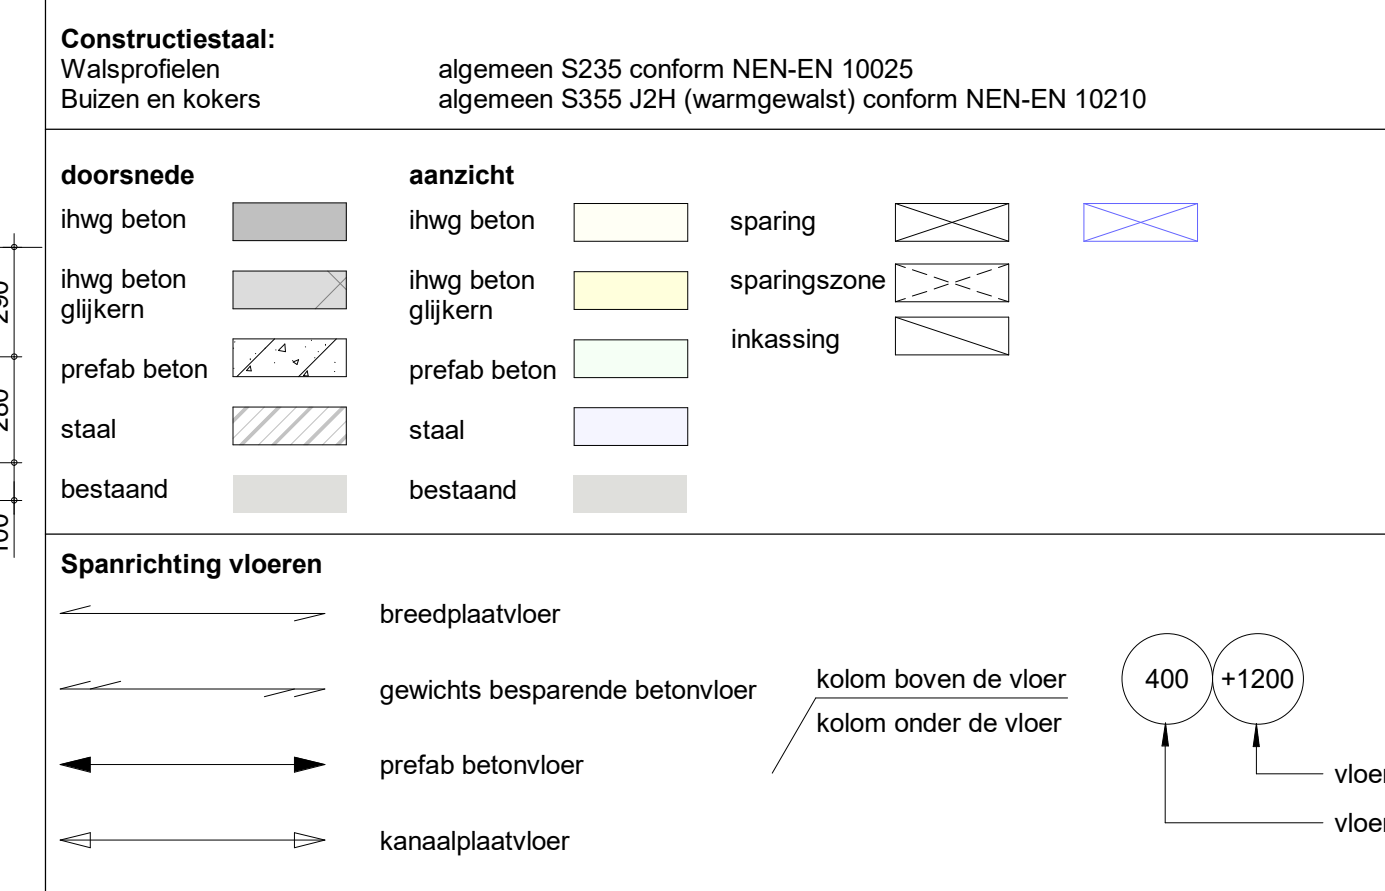 Constructiestaal:
Walsprofielen algemeen S235 conform NEN-EN 10025
Buizen en kokers algemeen S355 J2H (warmgewalst) conform NEN-EN 10210
doorsnede aanzicht
ihwg beton ihwg beton sparing
ihwg beton
glijkern
ihwg beton
glijkern
sparingszone
inkassing
prefab beton prefab beton
staal staal
bestaand bestaand
Spanrichting vloeren
breedplaatvloer
gewichts besparende betonvloer
prefab betonvloer
kanaalplaatvloer
kolom boven de vloer
kolom onder de vloer
400 +1200